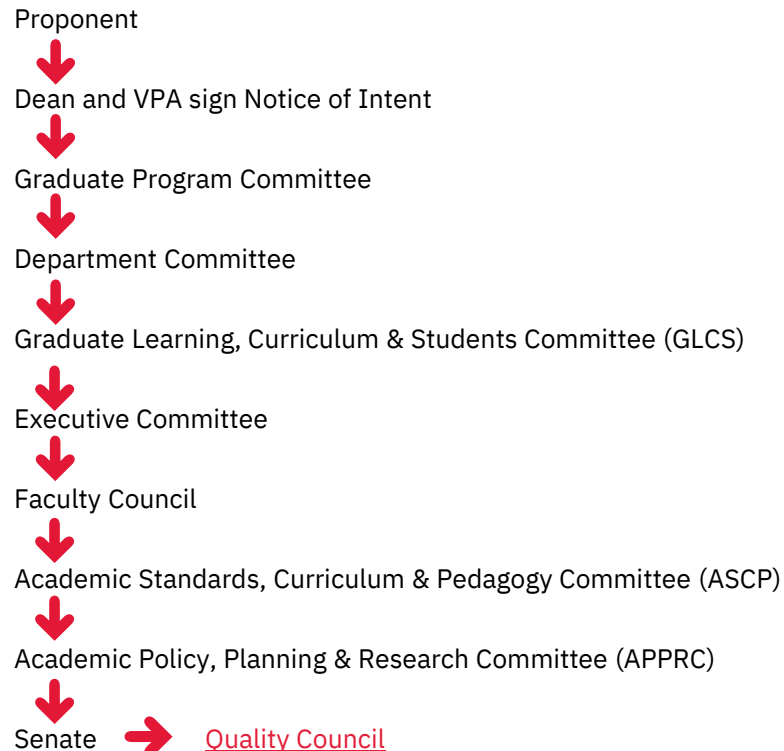 Proponent
Dean and VPA sign Notice of Intent
Graduate Program Committee
Department Committee
Graduate Learning, Curriculum & Students Committee (GLCS)
Executive Committee
Faculty Council
Academic Standards, Curriculum & Pedagogy Committee (ASCP)
Academic Policy, Planning & Research Committee (APPRC)
Senate Quality Council